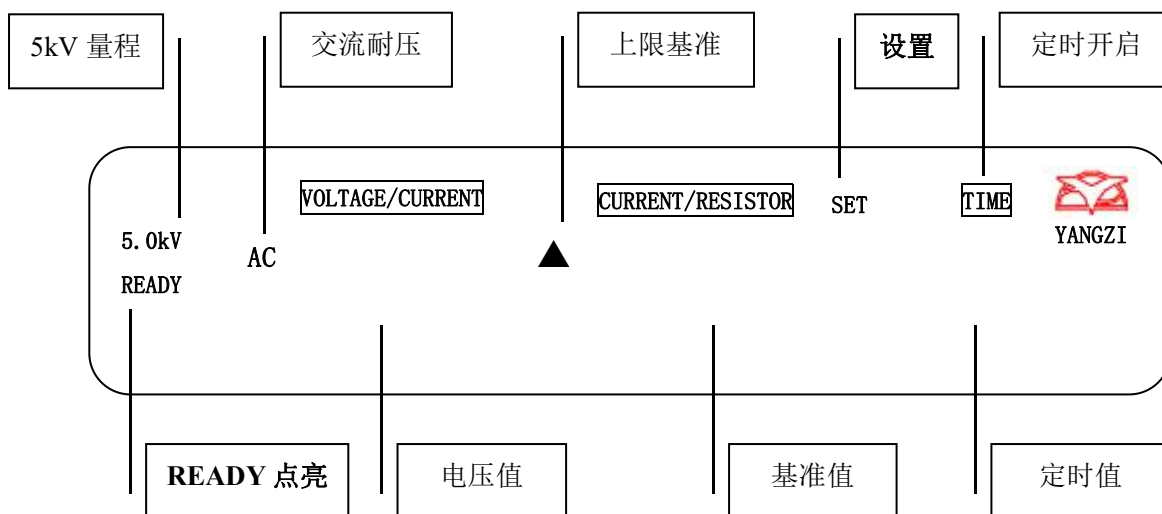 5kV 量程
交流耐压
上限基准
设置
定时开启
VOLTAGE/CURRENT
CURRENT/RESISTOR
SET
TIME
YANGZI
5.0kV
AC
▲
READY
READY 点亮
电压值
基准值
定时值